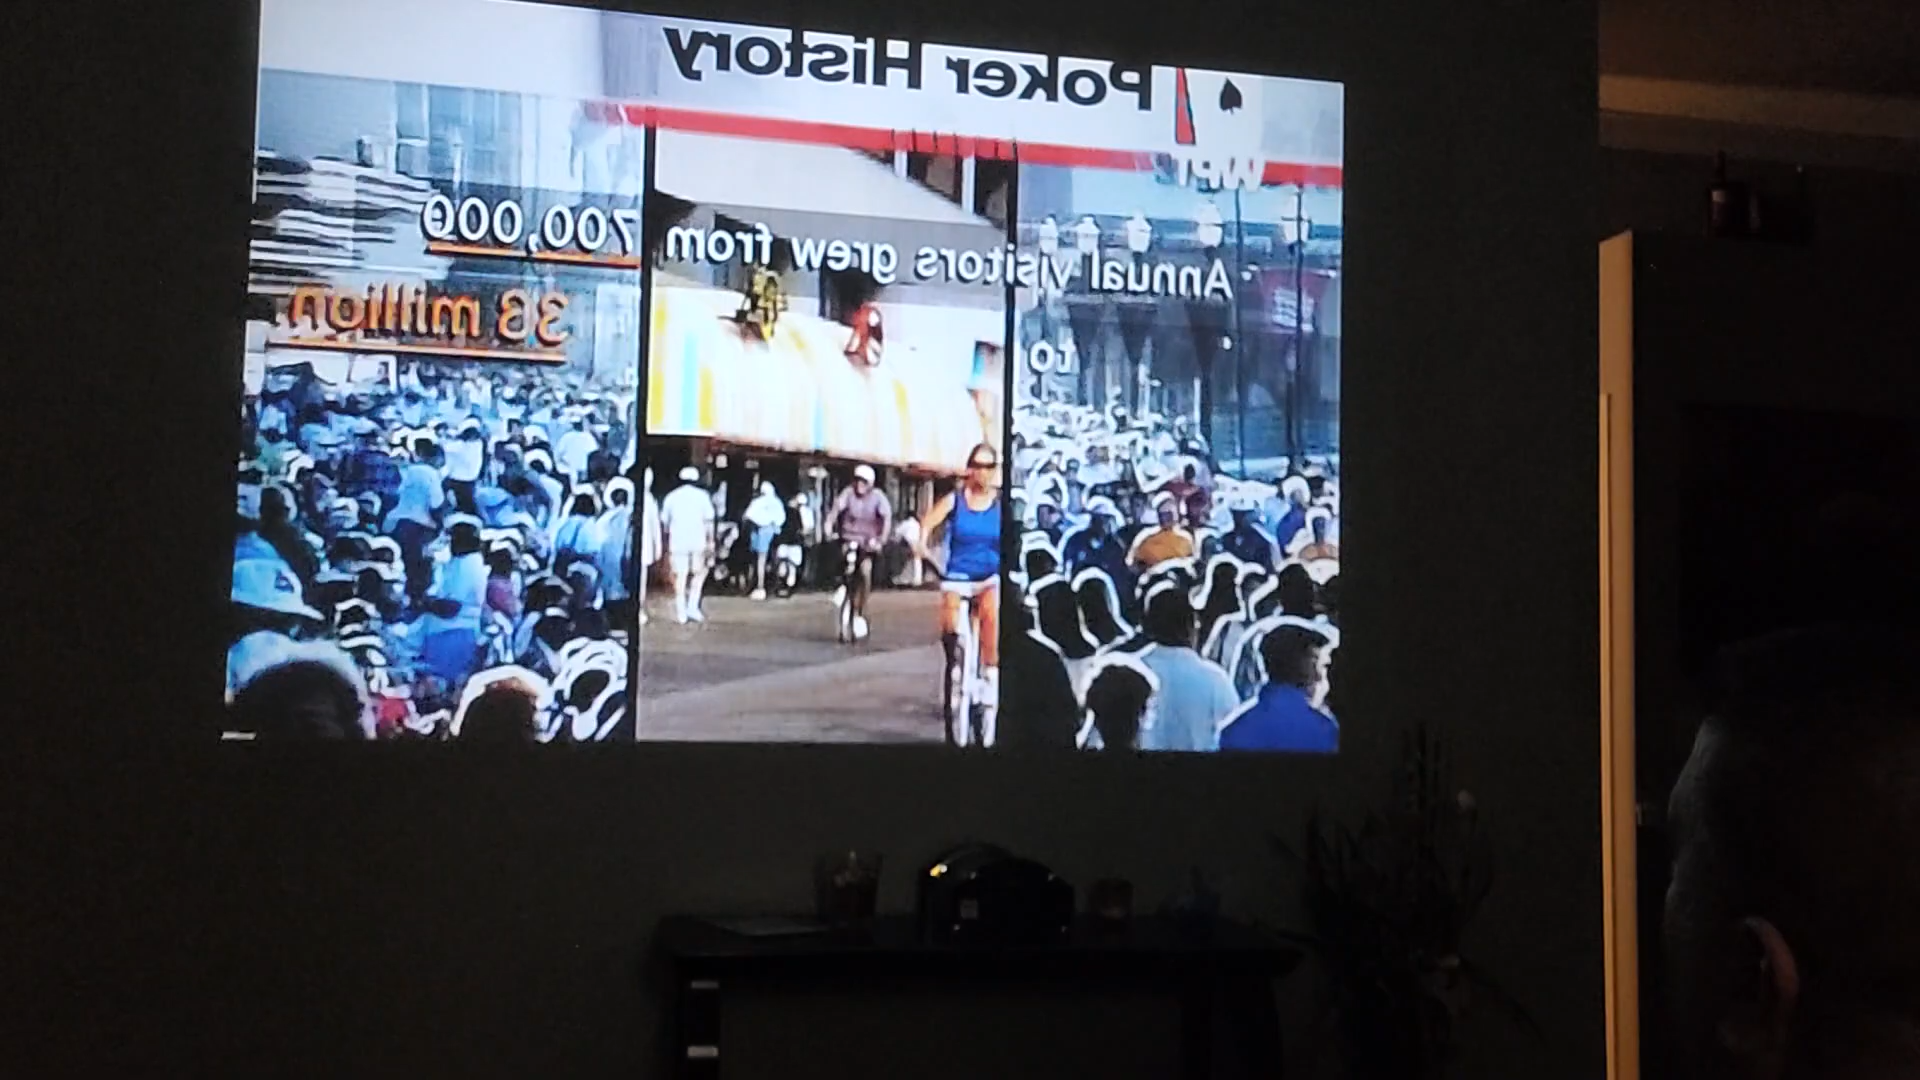 Poker History
WPT
Annual visitors grew from 700,000
to 33 million